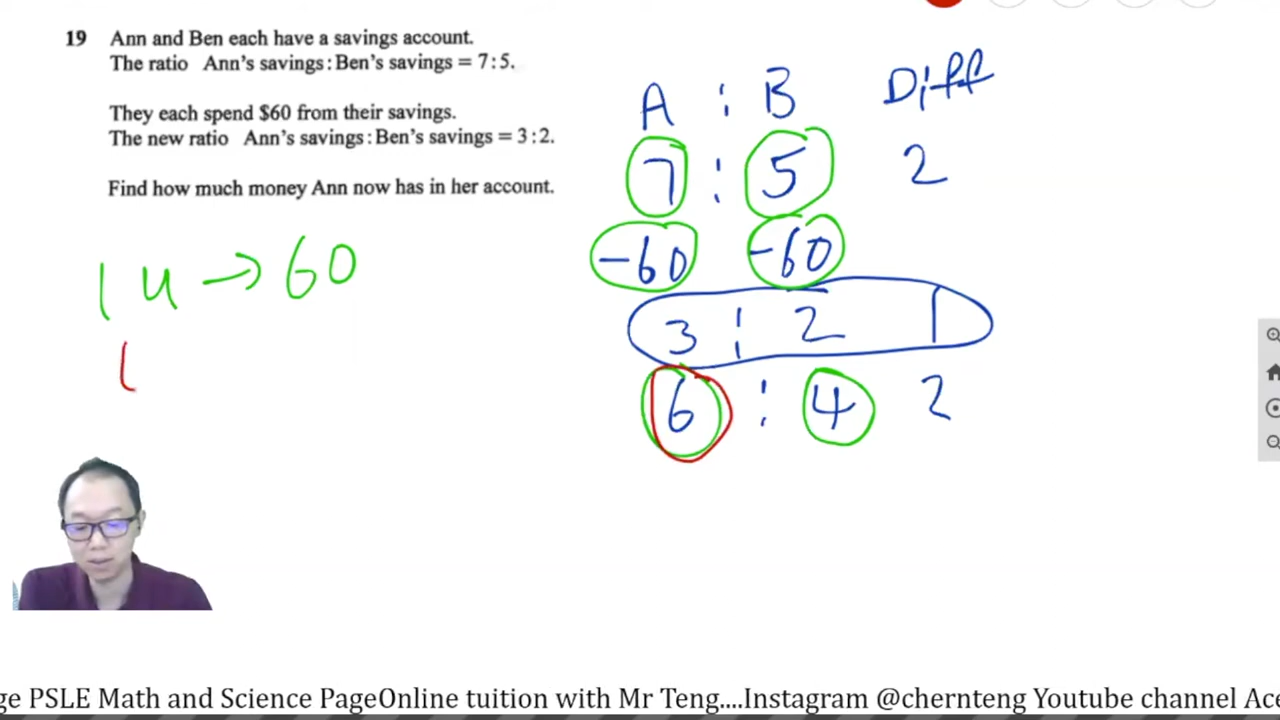 19 Ann and Ben each have a savings account.
The ratio Ann's savings : Ben's savings = 7 : 5.
They each spend $60 from their savings.
The new ratio Ann's savings : Ben's savings = 3 : 2.
Find how much money Ann now has in her account.
A : B Diff
7 : 5 2
-60 -60
3 : 2 1
6 : 4 2
1 u → 60
ge PSLE Math and Science PageOnline tuition with Mr Teng....Instagram @chernteng Youtube channel Ace